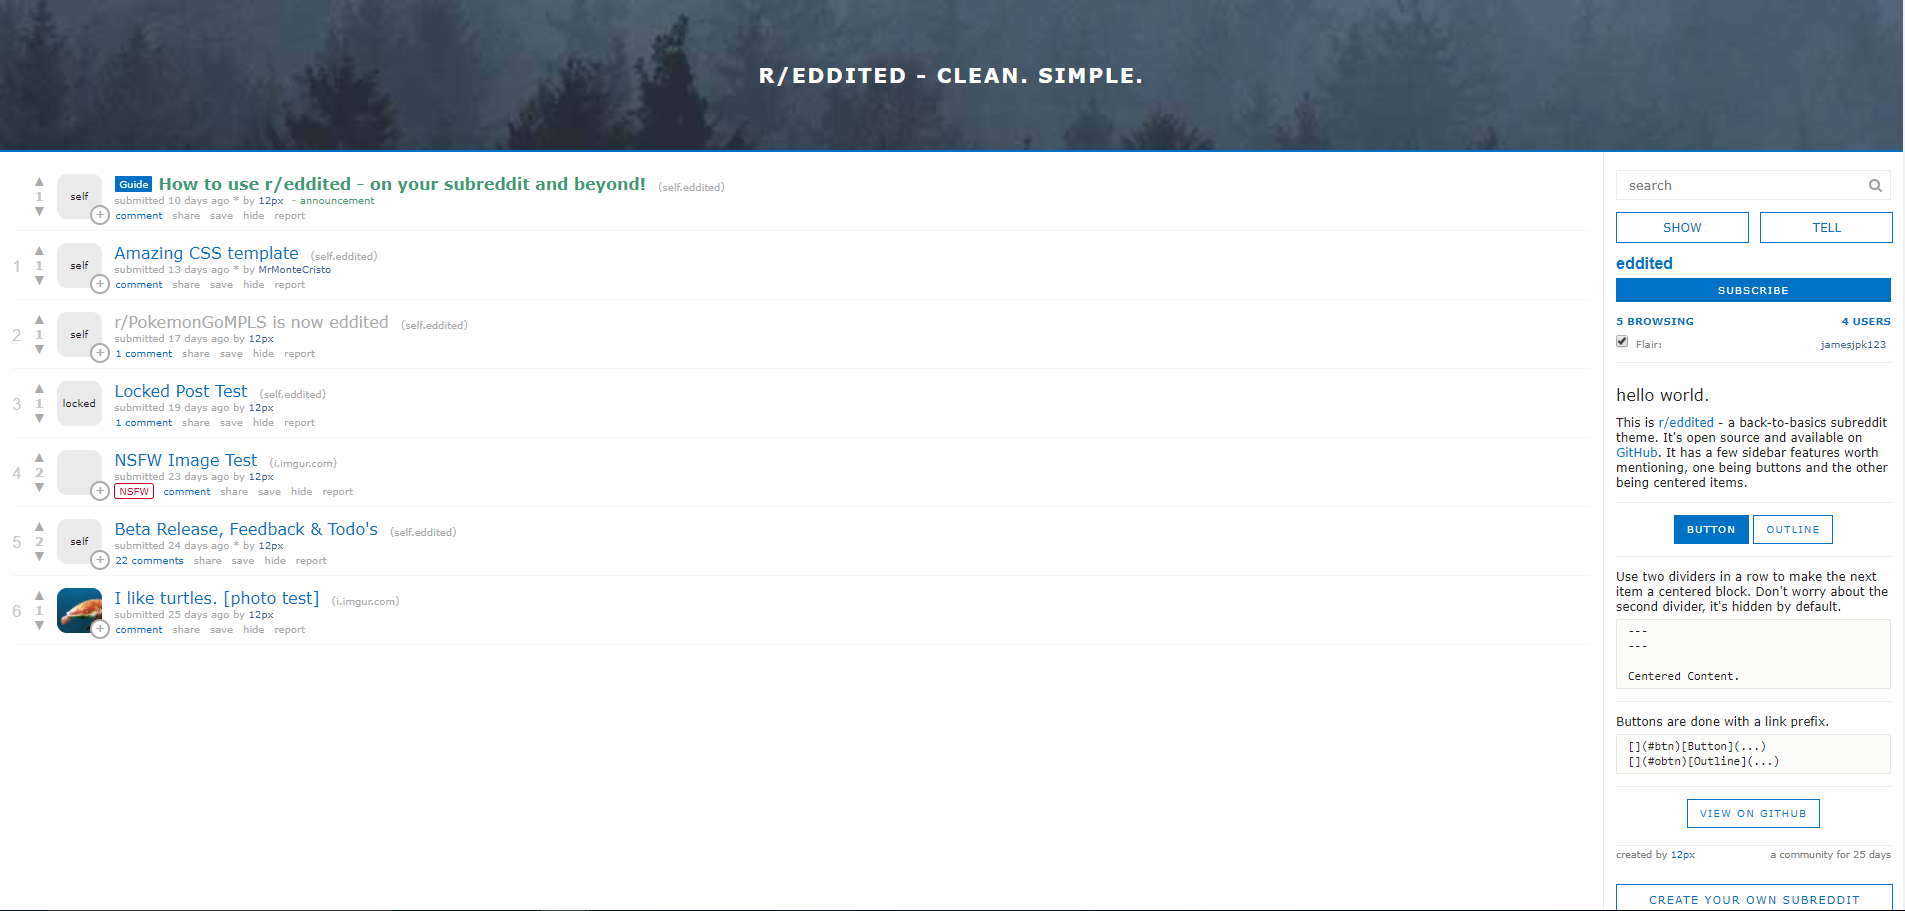 R/EDDITED - CLEAN. SIMPLE.
1
self
Guide How to use r/eddited - on your subreddit and beyond! (self.eddited)
submitted 10 days ago * by 12px - announcement
comment share save hide report
1
1
self
Amazing CSS template (self.eddited)
submitted 13 days ago * by MrMonteCristo
comment share save hide report
2
1
self
r/PokemonGoMPLS is now eddited (self.eddited)
submitted 17 days ago by 12px
1 comment share save hide report
3
1
locked
Locked Post Test (self.eddited)
submitted 19 days ago by 12px
1 comment share save hide report
4
2
NSFW Image Test (i.imgur.com)
submitted 23 days ago by 12px
NSFW comment share save hide report
5
2
self
Beta Release, Feedback & Todo's (self.eddited)
submitted 24 days ago * by 12px
22 comments share save hide report
6
1
I like turtles. [photo test] (i.imgur.com)
submitted 25 days ago by 12px
comment share save hide report
search
SHOW TELL
eddited
SUBSCRIBE
5 BROWSING 4 USERS
Flair: jamesjpk123
hello world.
This is r/eddited - a back-to-basics subreddit
theme. It's open source and available on
GitHub. It has a few sidebar features worth
mentioning, one being buttons and the other
being centered items.
BUTTON OUTLINE
Use two dividers in a row to make the next
item a centered block. Don't worry about the
second divider, it's hidden by default.
---
---
Centered Content.
Buttons are done with a link prefix.
[](#btn)[Button](...)
[](#obtn)[Outline](...)
VIEW ON GITHUB
created by 12px a community for 25 days
CREATE YOUR OWN SUBREDDIT